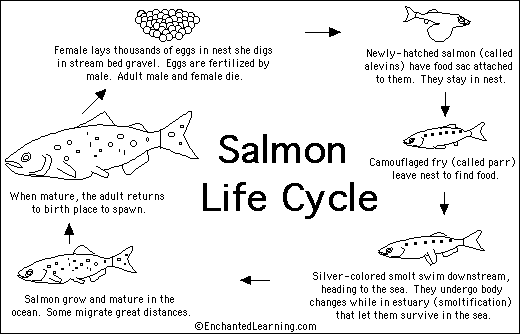 Female lays thousands of eggs in nest she digs
in stream bed gravel. Eggs are fertilized by
male. Adult male and female die.
Newly-hatched salmon (called
alevins) have food sac attached
to them. They stay in nest.
Salmon
Life Cycle
Camouflaged fry (called parr)
leave nest to find food.
When mature, the adult returns
to birth place to spawn.
Silver-colored smolt swim downstream,
heading to the sea. They undergo body
changes while in estuary (smoltification)
that let them survive in the sea.
Salmon grow and mature in the
ocean. Some migrate great distances.
©EnchantedLearning.com